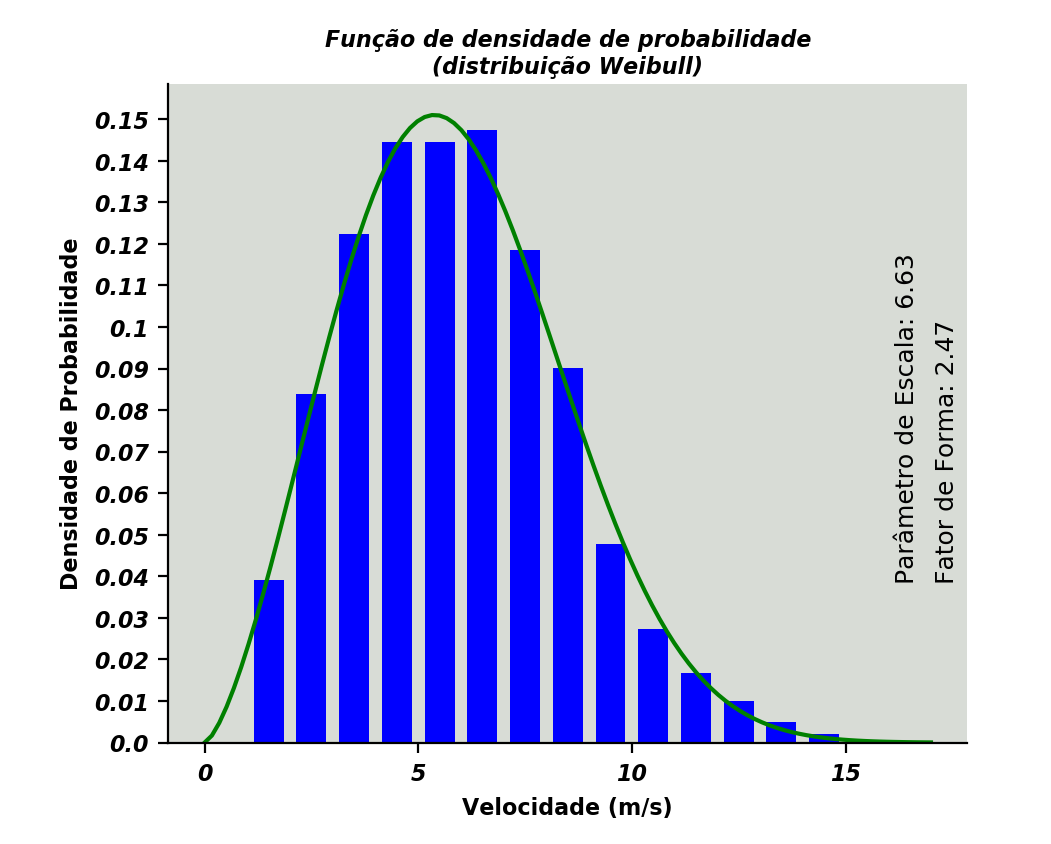 Função de densidade de probabilidade
(distribuição Weibull)
Densidade de Probabilidade
0.15
0.14
0.13
0.12
0.11
0.1
0.09
0.08
0.07
0.06
0.05
0.04
0.03
0.02
0.01
0.0
Parâmetro de Escala: 6.63
Fator de Forma: 2.47
0 5 10 15
Velocidade (m/s)